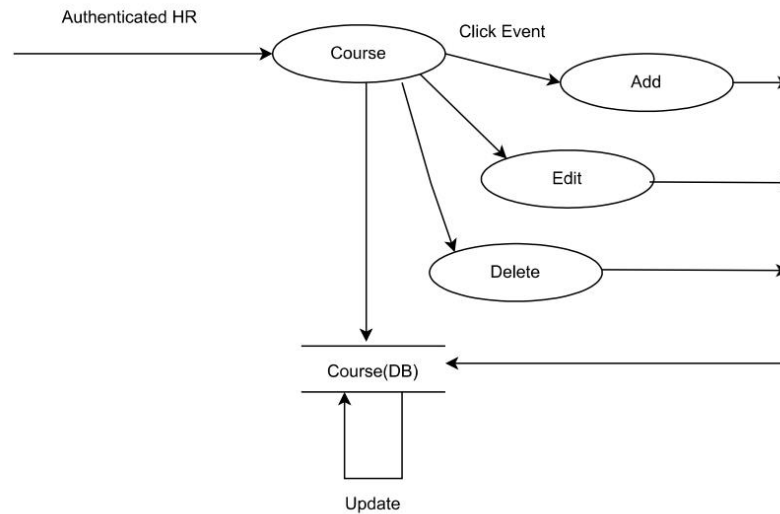 Authenticated HR
Click Event
Course
Add
Edit
Delete
Course(DB)
Update